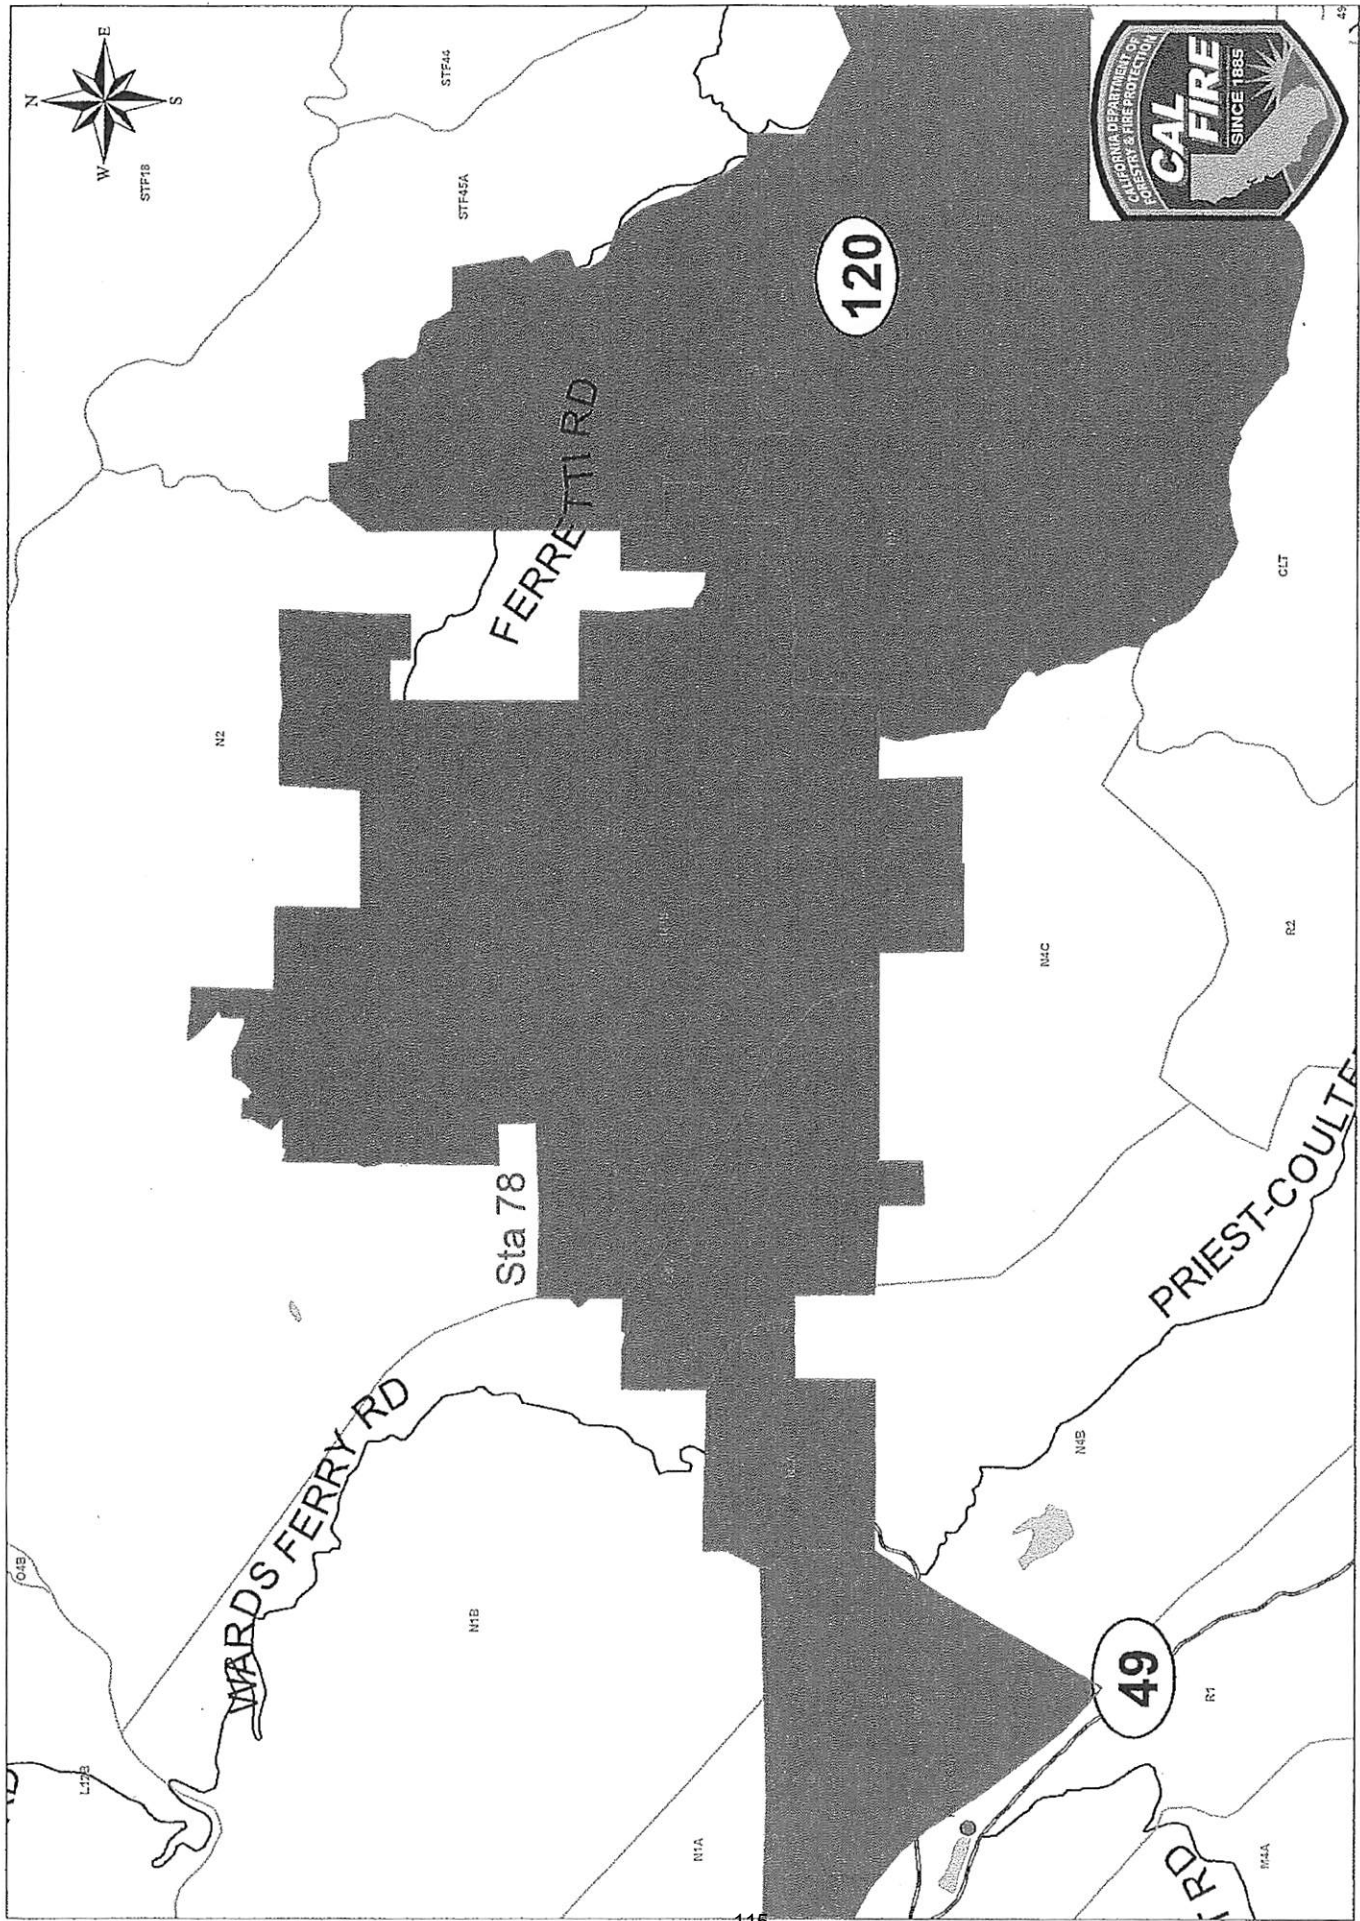 N
E
S
W
STF18
STF44
STF45A
49
CALIFORNIA DEPARTMENT OF
FORESTRY & FIRE PROTECTION
CAL
FIRE
SINCE 1885
120
FERRETTI RD
N2
CLT
N4C
R2
Sta 78
PRIEST-COULTE
WARDS FERRY RD
N4B
O4B
N1B
49
R1
L12B
N1A
M4A
RD
115